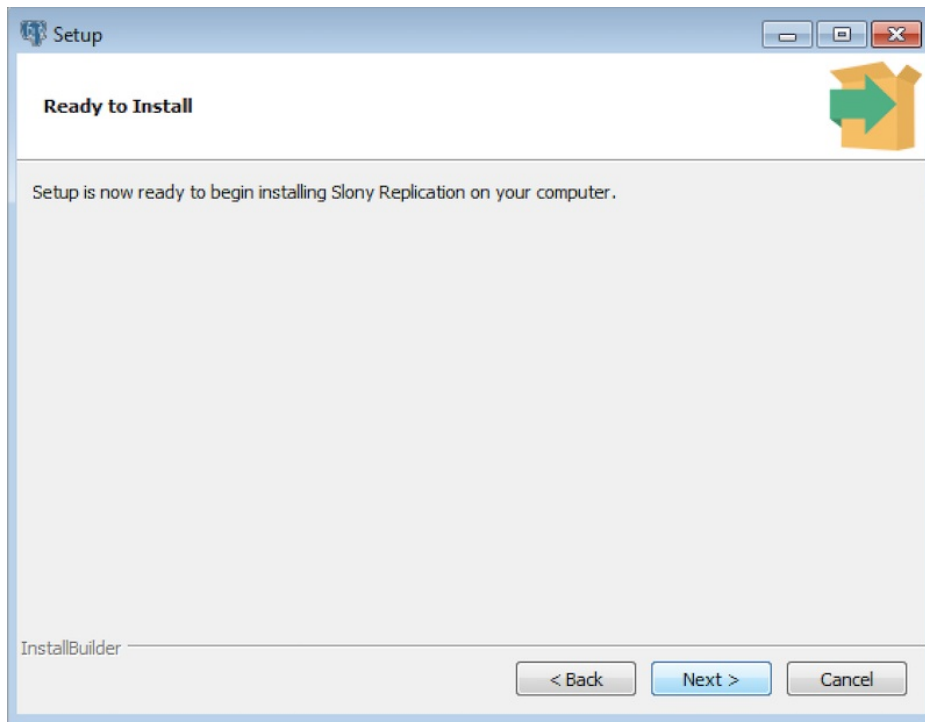 Setup
Ready to Install
Setup is now ready to begin installing Slony Replication on your computer.
InstallBuilder
< Back Next > Cancel